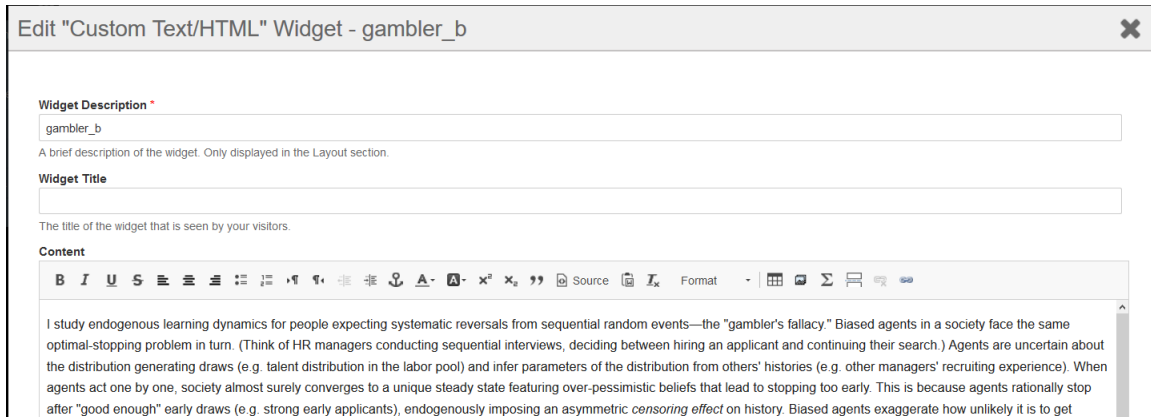 Edit "Custom Text/HTML" Widget - gambler_b
Widget Description *
gambler_b
A brief description of the widget. Only displayed in the Layout section.
Widget Title
The title of the widget that is seen by your visitors.
Content
B I U S A A x² x₂ Source Ix Format Σ
I study endogenous learning dynamics for people expecting systematic reversals from sequential random events—the "gambler's fallacy." Biased agents in a society face the same
optimal-stopping problem in turn. (Think of HR managers conducting sequential interviews, deciding between hiring an applicant and continuing their search.) Agents are uncertain about
the distribution generating draws (e.g. talent distribution in the labor pool) and infer parameters of the distribution from others' histories (e.g. other managers' recruiting experience). When
agents act one by one, society almost surely converges to a unique steady state featuring over-pessimistic beliefs that lead to stopping too early. This is because agents rationally stop
after "good enough" early draws (e.g. strong early applicants), endogenously imposing an asymmetric censoring effect on history. Biased agents exaggerate how unlikely it is to get